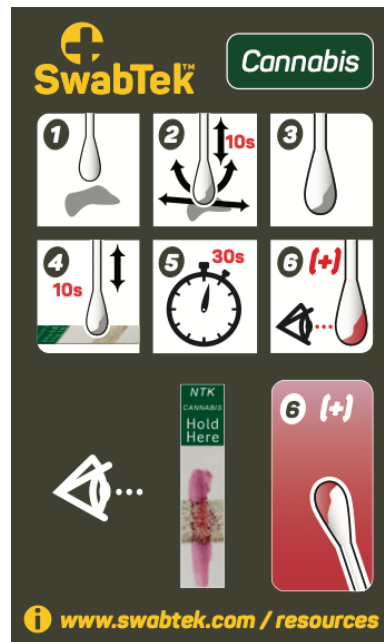 SwabTek™
Cannabis
1
2
10s
3
4
10s
5
30s
6 (+)
NTK
CANNABIS
Hold
Here
6 (+)
i www.swabtek.com / resources